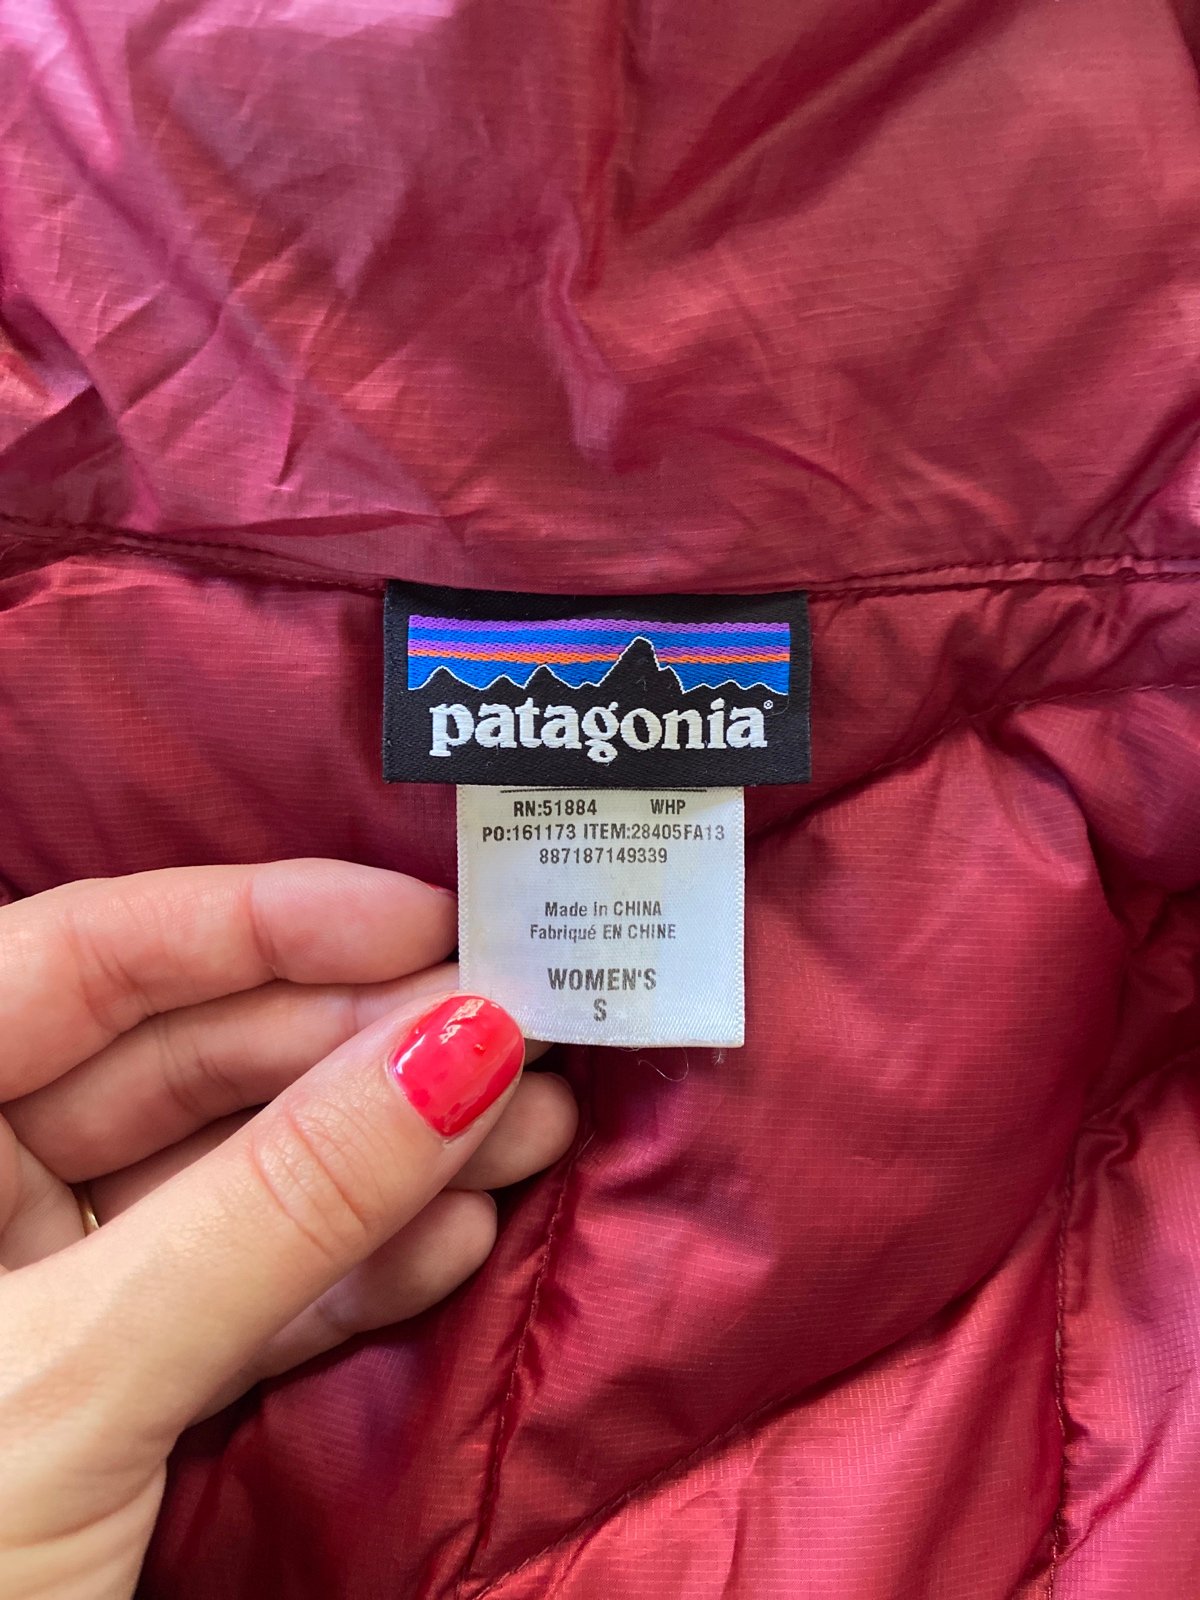 patagonia®
RN:51884 WHP
PO:161173 ITEM:28405FA13
887187149339
Made in CHINA
Fabriqué EN CHINE
WOMEN'S
S